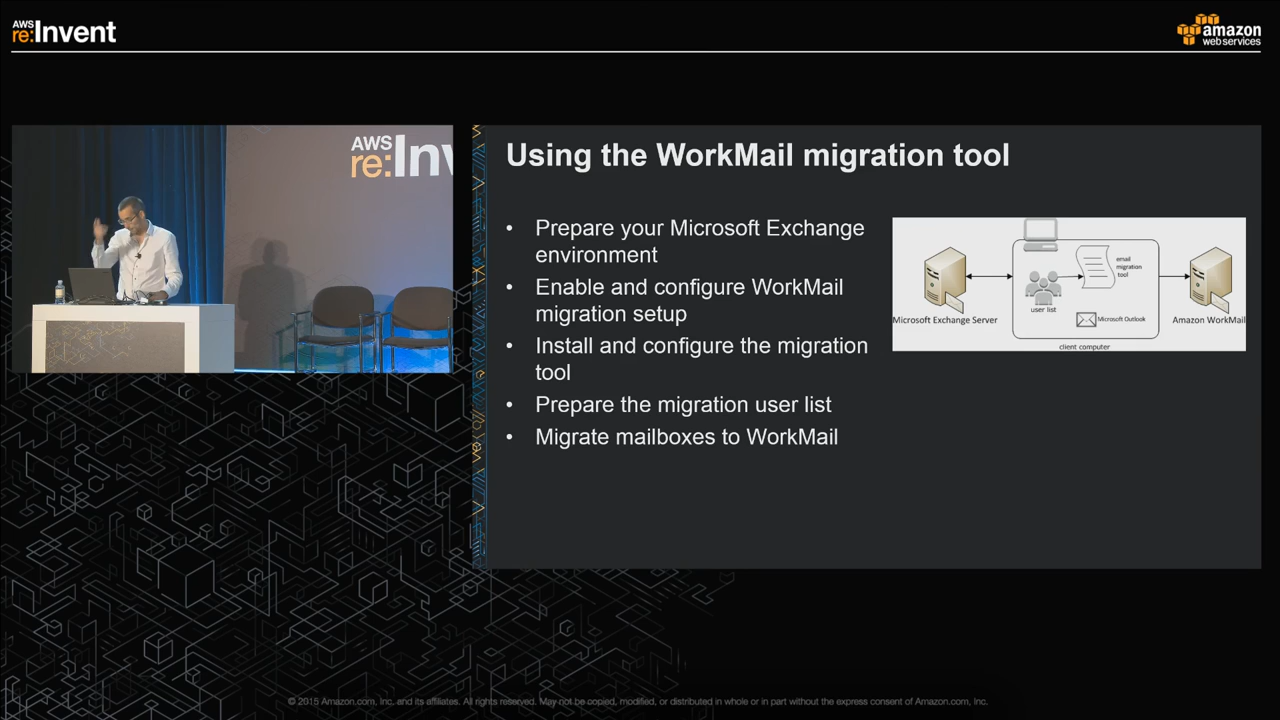 AWS
re:Invent
amazon
web services
AWS
re:Inv
Using the WorkMail migration tool
• Prepare your Microsoft Exchange
environment
• Enable and configure WorkMail
migration setup
• Install and configure the migration
tool
• Prepare the migration user list
• Migrate mailboxes to WorkMail
email
migration
tool
user list
Microsoft Exchange Server
Microsoft Outlook
Amazon WorkMail
client computer
© 2015 Amazon.com, Inc, and its affiliates. All rights reserved. May not be copied, modified, or distributed in whole or in part without the express consent of Amazon.com, Inc.